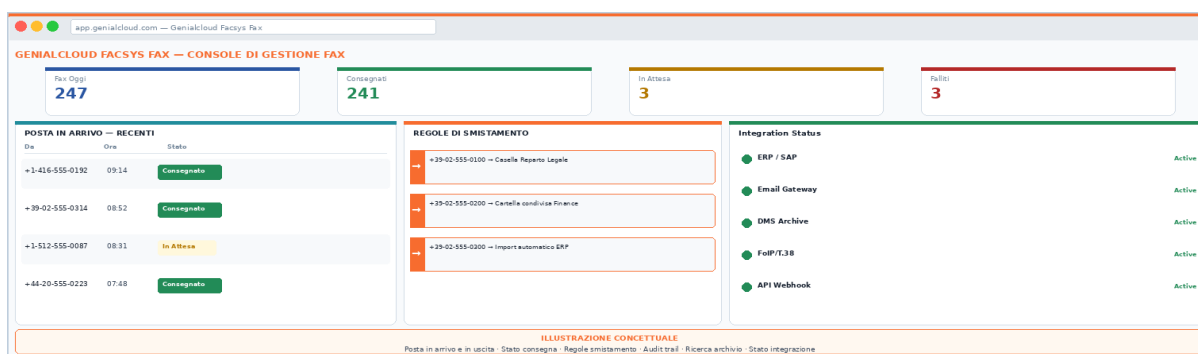 app.genialcloud.com — Genialcloud Facsys Fax
GENIALCLOUD FACSYS FAX — CONSOLE DI GESTIONE FAX
Fax Oggi
247
Consegnati
241
In Attesa
3
Falliti
3
POSTA IN ARRIVO — RECENTI
Da Ora Stato
+1-416-555-0192 09:14 Consegnato
+39-02-555-0314 08:52 Consegnato
+1-512-555-0087 08:31 In Attesa
+44-20-555-0223 07:48 Consegnato
REGOLE DI SMISTAMENTO
→ +39-02-555-0100 → Casella Reparto Legale
→ +39-02-555-0200 → Cartella condivisa Finance
→ +39-02-555-0300 → Import automatico ERP
Integration Status
ERP / SAP Active
Email Gateway Active
DMS Archive Active
FoIP/T.38 Active
API Webhook Active
ILLUSTRAZIONE CONCETTUALE
Posta in arrivo e in uscita · Stato consegna · Regole smistamento · Audit trail · Ricerca archivio · Stato integrazione